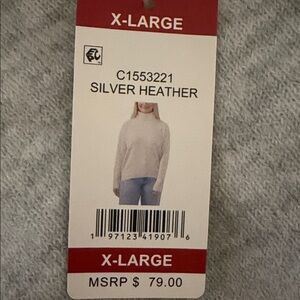 X-LARGE
C1553221
SILVER HEATHER
1 97123 41907 6
X-LARGE
MSRP $ 79.00